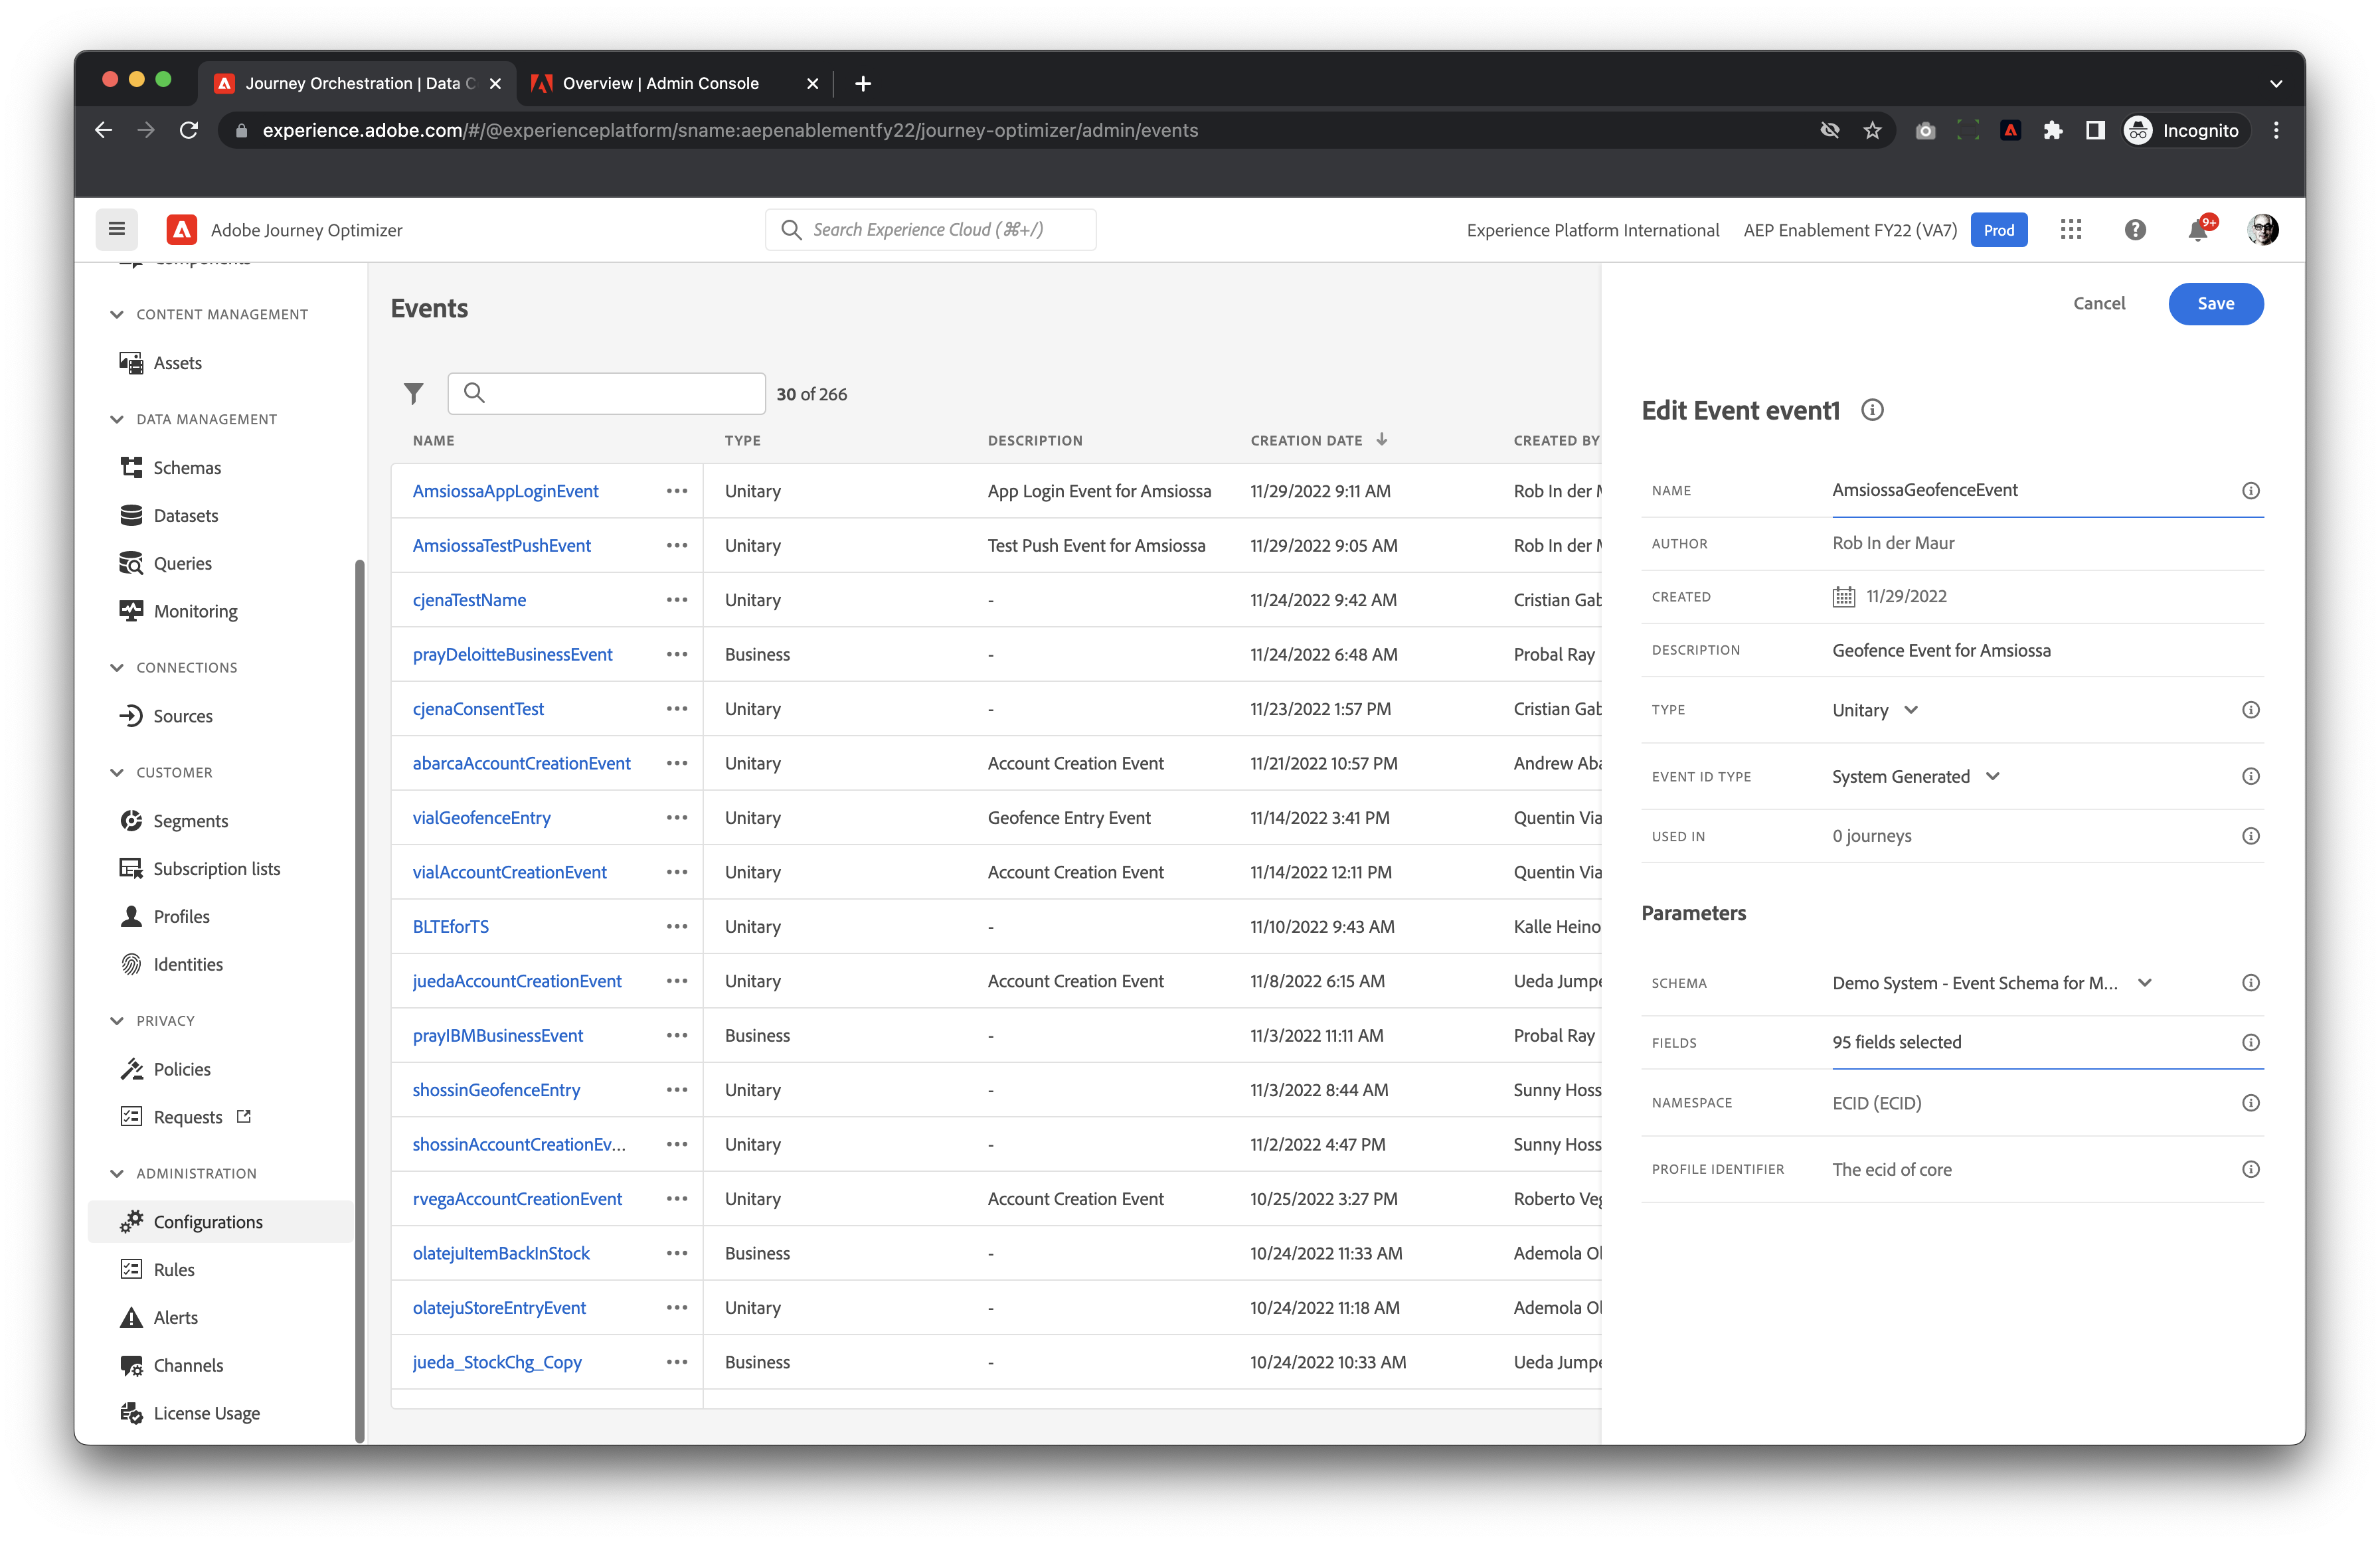 Journey Orchestration | Data C
Overview | Admin Console
experience.adobe.com/#/@experienceplatform/sname:aepenablementfy22/journey-optimizer/admin/events
Incognito
Adobe Journey Optimizer
Search Experience Cloud (⌘+/)
Experience Platform International
AEP Enablement FY22 (VA7)
Prod
9+
Components
CONTENT MANAGEMENT
Assets
DATA MANAGEMENT
Schemas
Datasets
Queries
Monitoring
CONNECTIONS
Sources
CUSTOMER
Segments
Subscription lists
Profiles
Identities
PRIVACY
Policies
Requests
ADMINISTRATION
Configurations
Rules
Alerts
Channels
License Usage
Events
30 of 266
NAME TYPE DESCRIPTION CREATION DATE CREATED BY
AmsiossaAppLoginEvent ••• Unitary App Login Event for Amsiossa 11/29/2022 9:11 AM Rob In der
AmsiossaTestPushEvent ••• Unitary Test Push Event for Amsiossa 11/29/2022 9:05 AM Rob In der
cjenaTestName ••• Unitary - 11/24/2022 9:42 AM Cristian Gab
prayDeloitteBusinessEvent ••• Business - 11/24/2022 6:48 AM Probal Ray
cjenaConsentTest ••• Unitary - 11/23/2022 1:57 PM Cristian Gab
abarcaAccountCreationEvent ••• Unitary Account Creation Event 11/21/2022 10:57 PM Andrew Aba
vialGeofenceEntry ••• Unitary Geofence Entry Event 11/14/2022 3:41 PM Quentin Via
vialAccountCreationEvent ••• Unitary Account Creation Event 11/14/2022 12:11 PM Quentin Via
BLTEforTS ••• Unitary - 11/10/2022 9:43 AM Kalle Heino
juedaAccountCreationEvent ••• Unitary Account Creation Event 11/8/2022 6:15 AM Ueda Jumpe
prayIBMBusinessEvent ••• Business - 11/3/2022 11:11 AM Probal Ray
shossinGeofenceEntry ••• Unitary - 11/3/2022 8:44 AM Sunny Hoss
shossinAccountCreationEv... ••• Unitary - 11/2/2022 4:47 PM Sunny Hoss
rvegaAccountCreationEvent ••• Unitary Account Creation Event 10/25/2022 3:27 PM Roberto Veg
olatejuItemBackInStock ••• Business - 10/24/2022 11:33 AM Ademola Ol
olatejuStoreEntryEvent ••• Unitary - 10/24/2022 11:18 AM Ademola Ol
jueda_StockChg_Copy ••• Business - 10/24/2022 10:33 AM Ueda Jumpe
Cancel
Save
Edit Event event1
NAME AmsiossaGeofenceEvent
AUTHOR Rob In der Maur
CREATED 11/29/2022
DESCRIPTION Geofence Event for Amsiossa
TYPE Unitary
EVENT ID TYPE System Generated
USED IN 0 journeys
Parameters
SCHEMA Demo System - Event Schema for M...
FIELDS 95 fields selected
NAMESPACE ECID (ECID)
PROFILE IDENTIFIER The ecid of core